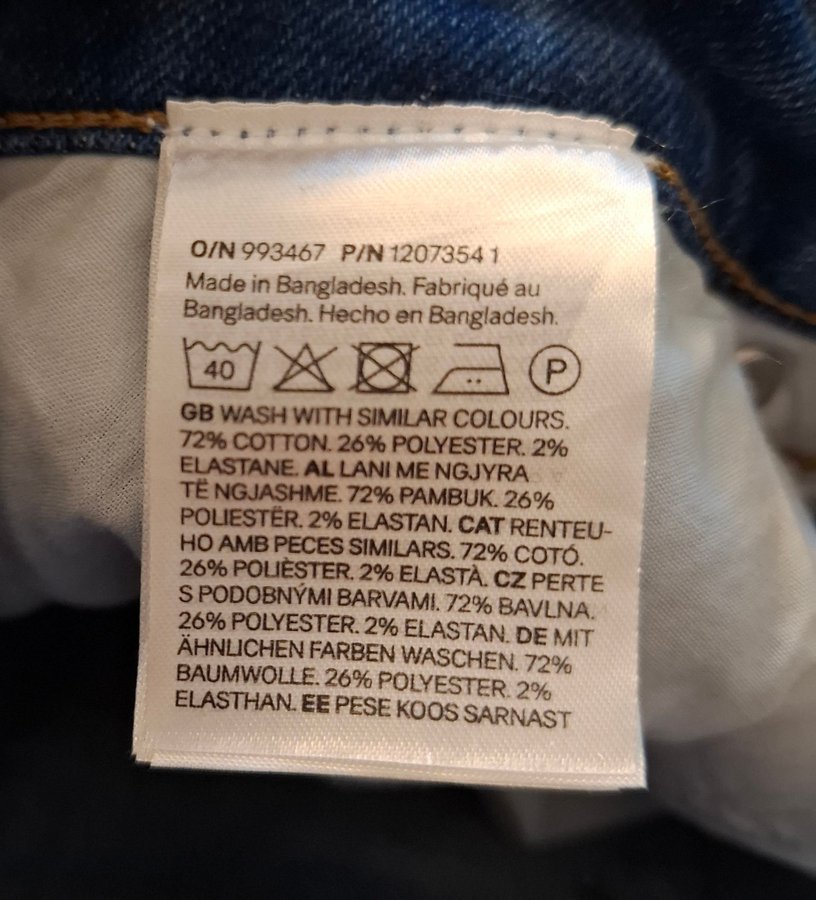 O/N 993467 P/N 12073541
Made in Bangladesh. Fabriqué au
Bangladesh. Hecho en Bangladesh.
40 P
GB WASH WITH SIMILAR COLOURS.
72% COTTON. 26% POLYESTER. 2%
ELASTANE. AL LANI ME NGJYRA
TË NGJASHME. 72% PAMBUK. 26%
POLIESTËR. 2% ELASTAN. CAT RENTEU-
HO AMB PECES SIMILARS. 72% COTÓ.
26% POLIÈSTER. 2% ELASTÀ. CZ PERTE
S PODOBNÝMI BARVAMI. 72% BAVLNA.
26% POLYESTER. 2% ELASTAN. DE MIT
ÄHNLICHEN FARBEN WASCHEN. 72%
BAUMWOLLE. 26% POLYESTER. 2%
ELASTHAN. EE PESE KOOS SARNAST